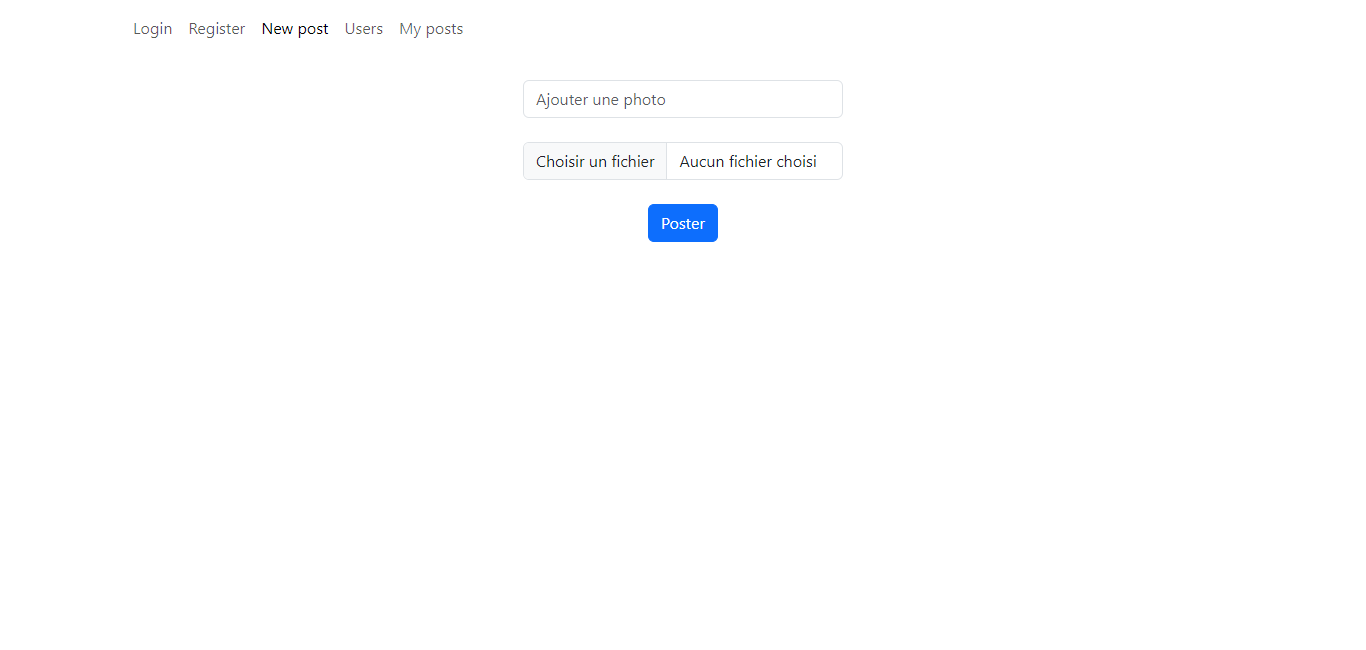 Login Register New post Users My posts
Ajouter une photo
Choisir un fichier Aucun fichier choisi
Poster